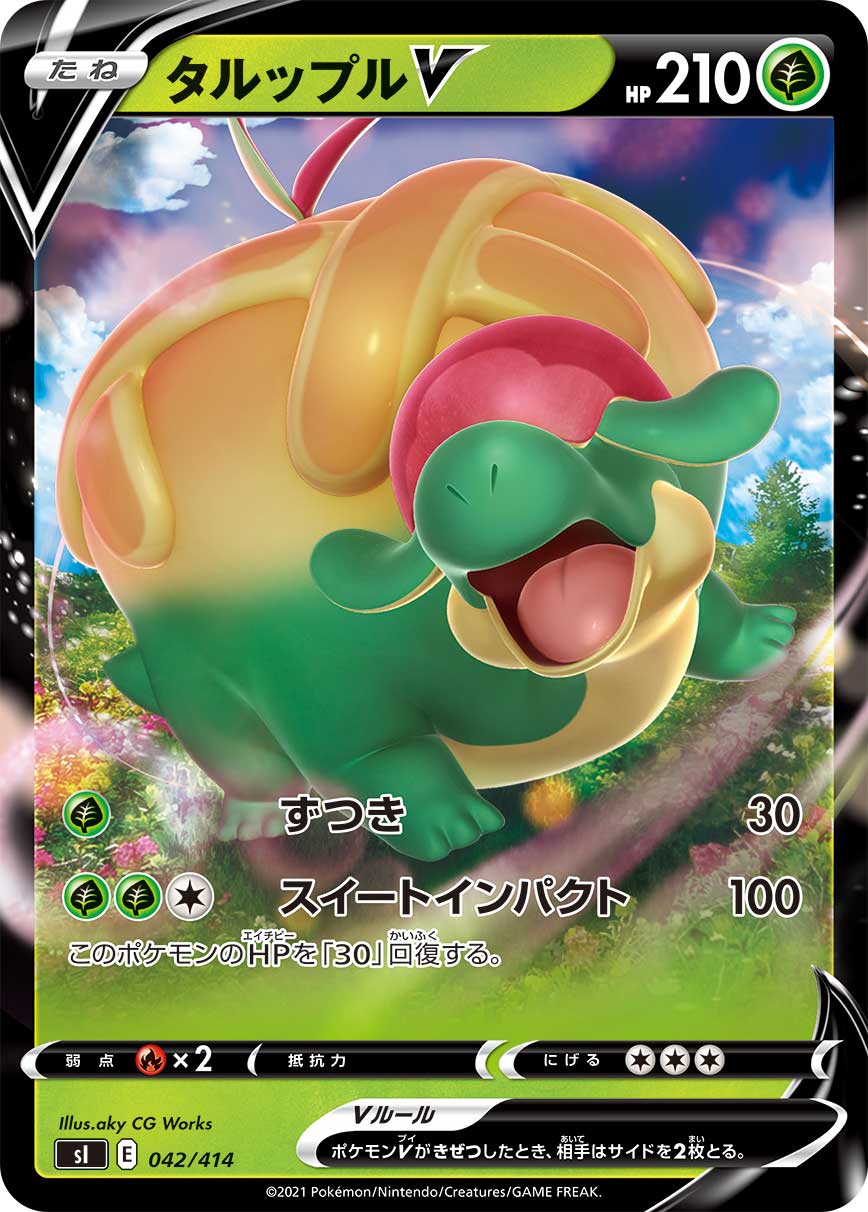 たね
タルップルV
HP 210
ずつき 30
スイートインパクト 100
エイチピー かいふく
このポケモンのHPを「30」回復する。
弱点 ×2 抵抗力 にげる
Illus.aky CG Works
Vルール
ブイ あいて まい
ポケモンVがきぜつしたとき、相手はサイドを2枚とる。
sI E 042/414
©2021 Pokémon/Nintendo/Creatures/GAME FREAK.